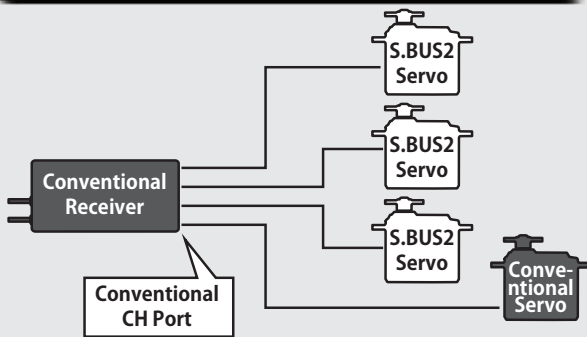 S.BUS2
Servo
S.BUS2
Servo
Conventional
Receiver
S.BUS2
Servo
Conve-
ntional
Servo
Conventional
CH Port